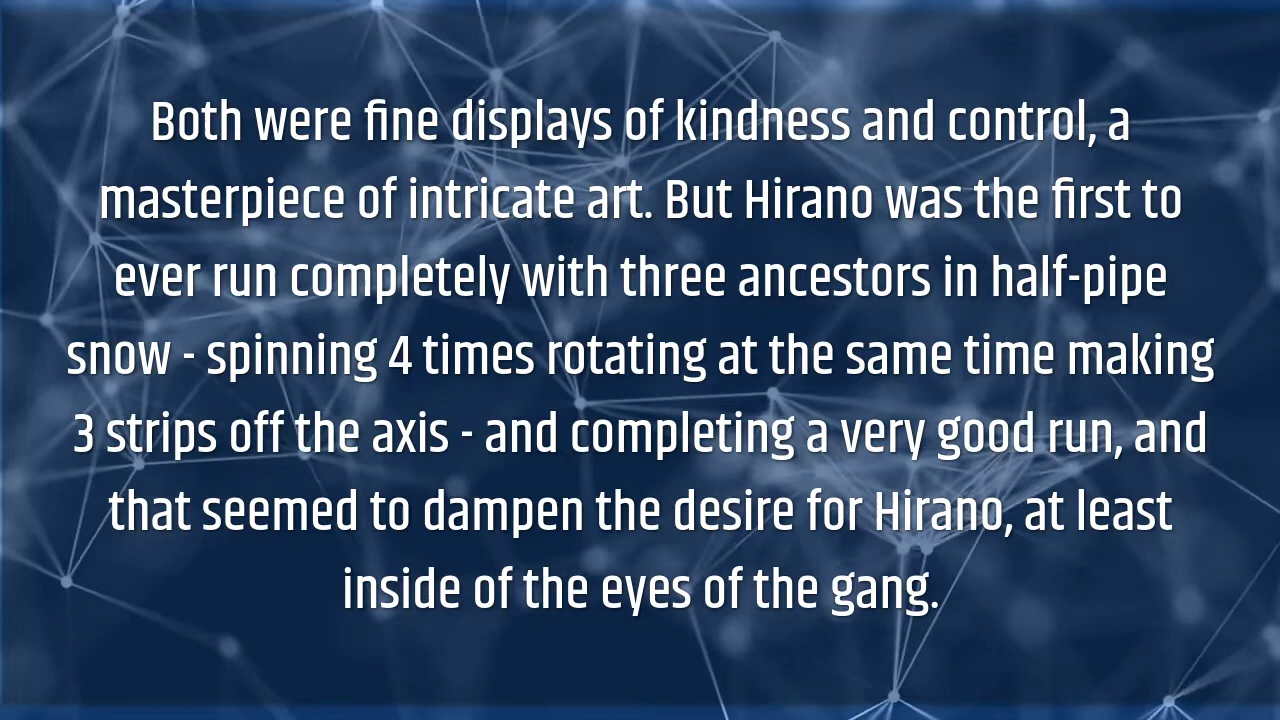 Both were fine displays of kindness and control, a
masterpiece of intricate art. But Hirano was the first to
ever run completely with three ancestors in half-pipe
snow - spinning 4 times rotating at the same time making
3 strips off the axis - and completing a very good run, and
that seemed to dampen the desire for Hirano, at least
inside of the eyes of the gang.